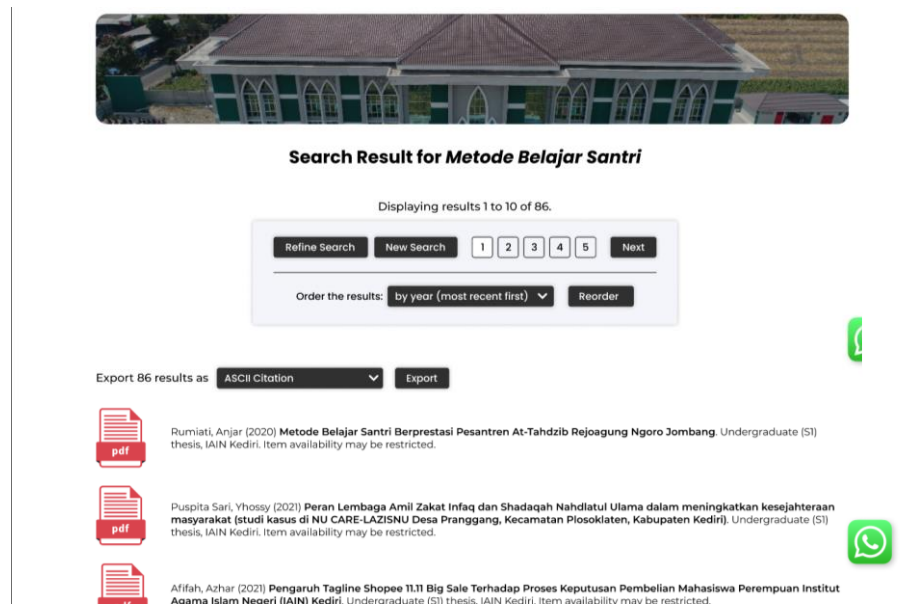 Search Result for Metode Belajar Santri
Displaying results 1 to 10 of 86.
Refine Search New Search 1 2 3 4 5 Next
Order the results: by year (most recent first) Reorder
Export 86 results as ASCII Citation Export
pdf
Rumiati, Anjar (2020) Metode Belajar Santri Berprestasi Pesantren At-Tahdzib Rejoagung Ngoro Jombang. Undergraduate (S1)
thesis, IAIN Kediri. Item availability may be restricted.
pdf
Puspita Sari, Yhossy (2021) Peran Lembaga Amil Zakat Infaq dan Shadaqah Nahdlatul Ulama dalam meningkatkan kesejahteraan
masyarakat (studi kasus di NU CARE-LAZISNU Desa Pranggang, Kecamatan Plosoklaten, Kabupaten Kediri). Undergraduate (S1)
thesis, IAIN Kediri. Item availability may be restricted.
pdf
Afifah, Azhar (2021) Pengaruh Tagline Shopee 11.11 Big Sale Terhadap Proses Keputusan Pembelian Mahasiswa Perempuan Institut
Agama Islam Negeri (IAIN) Kediri. Undergraduate (S1) thesis, IAIN Kediri. Item availability may be restricted.